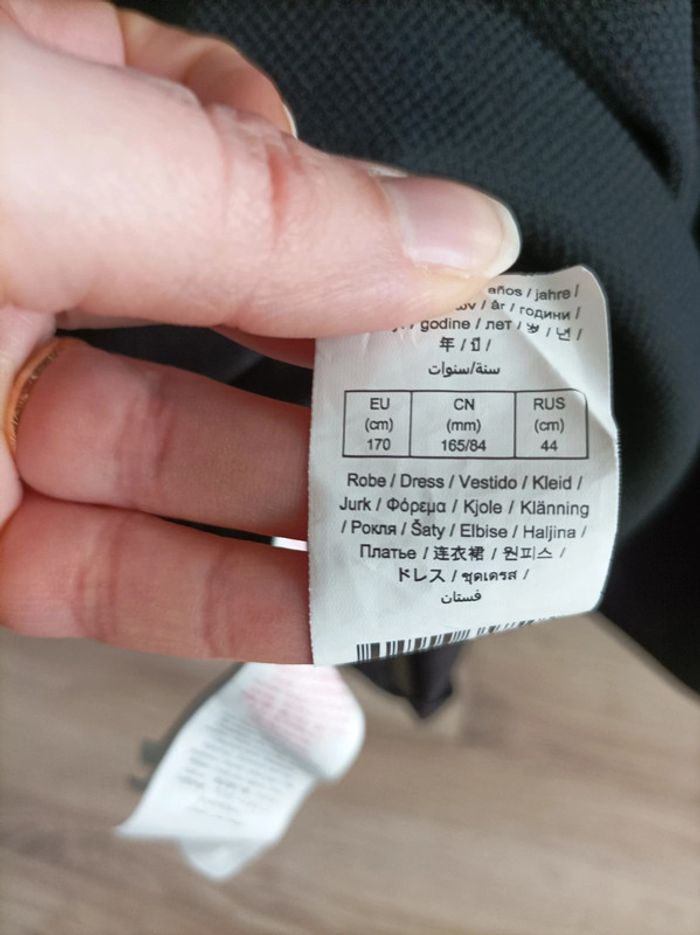 años / jahre /
/ år / години /
godine / лет / / 년 /
年 / ปี /
سنة/سنوات
EU CN RUS
(cm) (mm) (cm)
170 165/84 44
Robe / Dress / Vestido / Kleid /
Jurk / Φόρεμα / Kjole / Klänning
/ Рокля / Šaty / Elbise / Haljina /
Платье / 连衣裙 / 원피스 /
ドレス / ชุดเดรส /
فستان